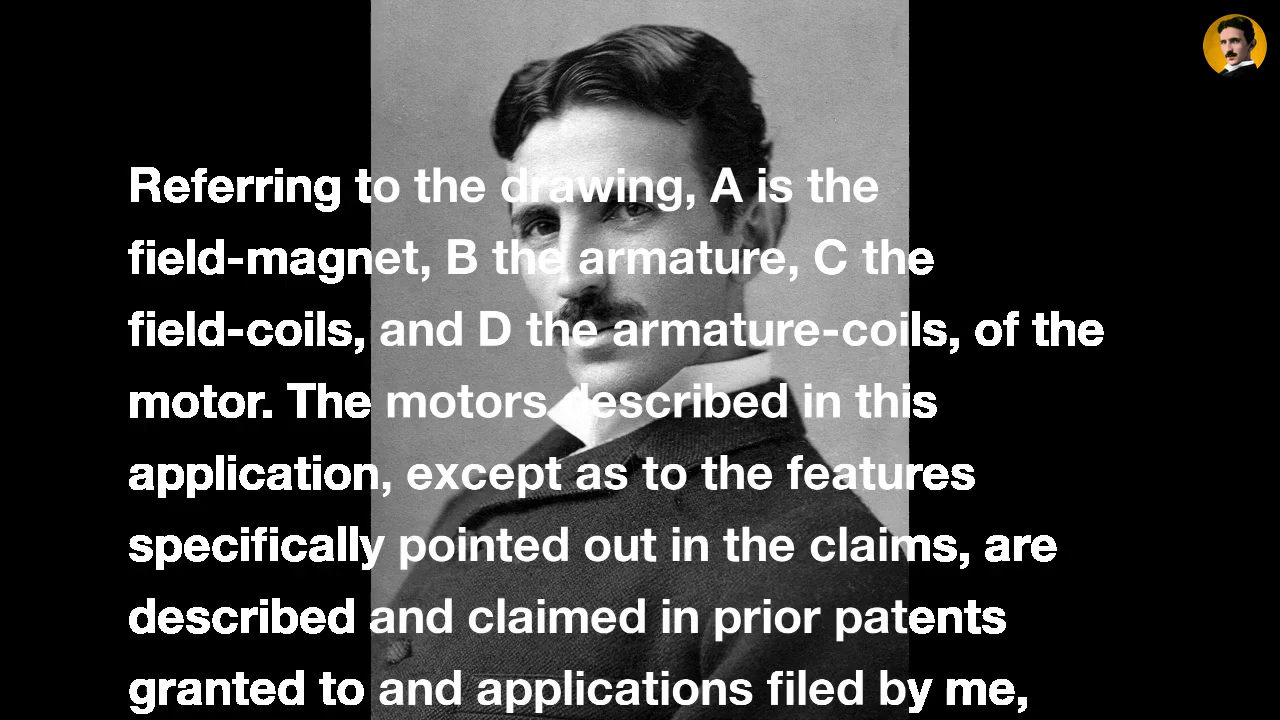 Referring to the drawing, A is the
field-magnet, B the armature, C the
field-coils, and D the armature-coils, of the
motor. The motors described in this
application, except as to the features
specifically pointed out in the claims, are
described and claimed in prior patents
granted to and applications filed by me,